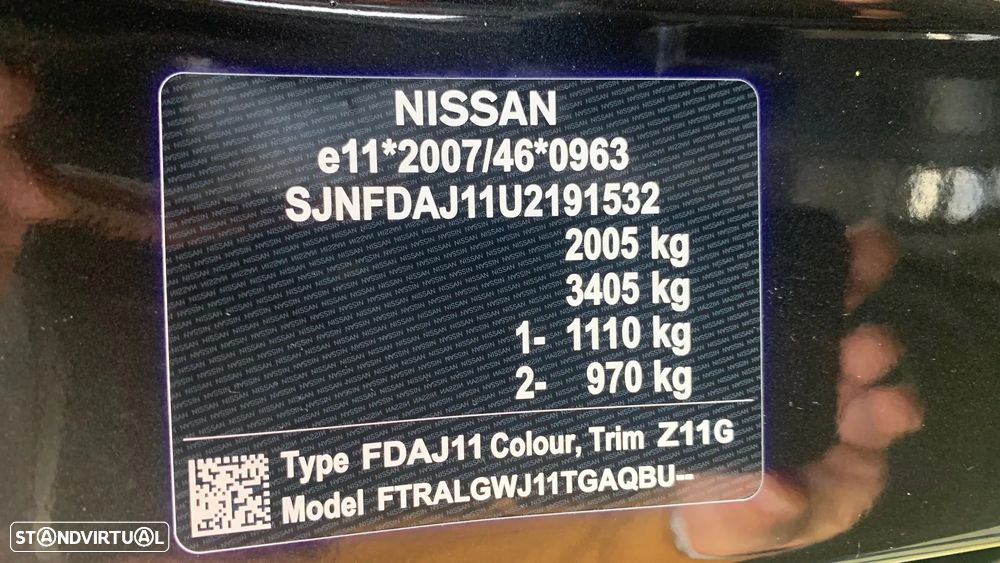 NISSAN
e11*2007/46*0963
SJNFDAJ11U2191532
2005 kg
3405 kg
1- 1110 kg
2- 970 kg
Type FDAJ11 Colour, Trim Z11G
Model FTRALGWJ11TGAQBU--
STANDVIRTUAL